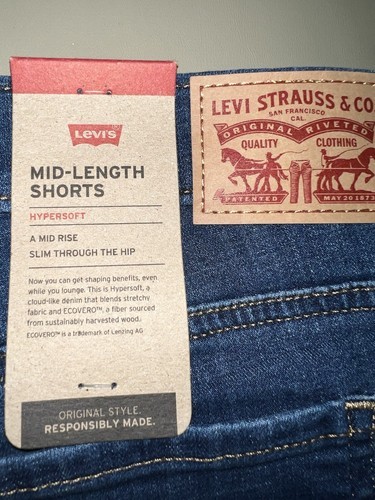 Levi's
MID-LENGTH
SHORTS
HYPERSOFT
A MID RISE
SLIM THROUGH THE HIP
Now you can get shaping benefits, even
while you lounge. This is Hypersoft, a
cloud-like denim that blends stretchy
fabric and ECOVERO™, a fiber sourced
from sustainably harvested wood.
ECOVERO™ is a trademark of Lenzing AG
ORIGINAL STYLE.
RESPONSIBLY MADE.
LEVI STRAUSS & CO
SAN FRANCISCO
CAL.
ORIGINAL RIVETED
QUALITY CLOTHING
PATENTED MAY 20 1873